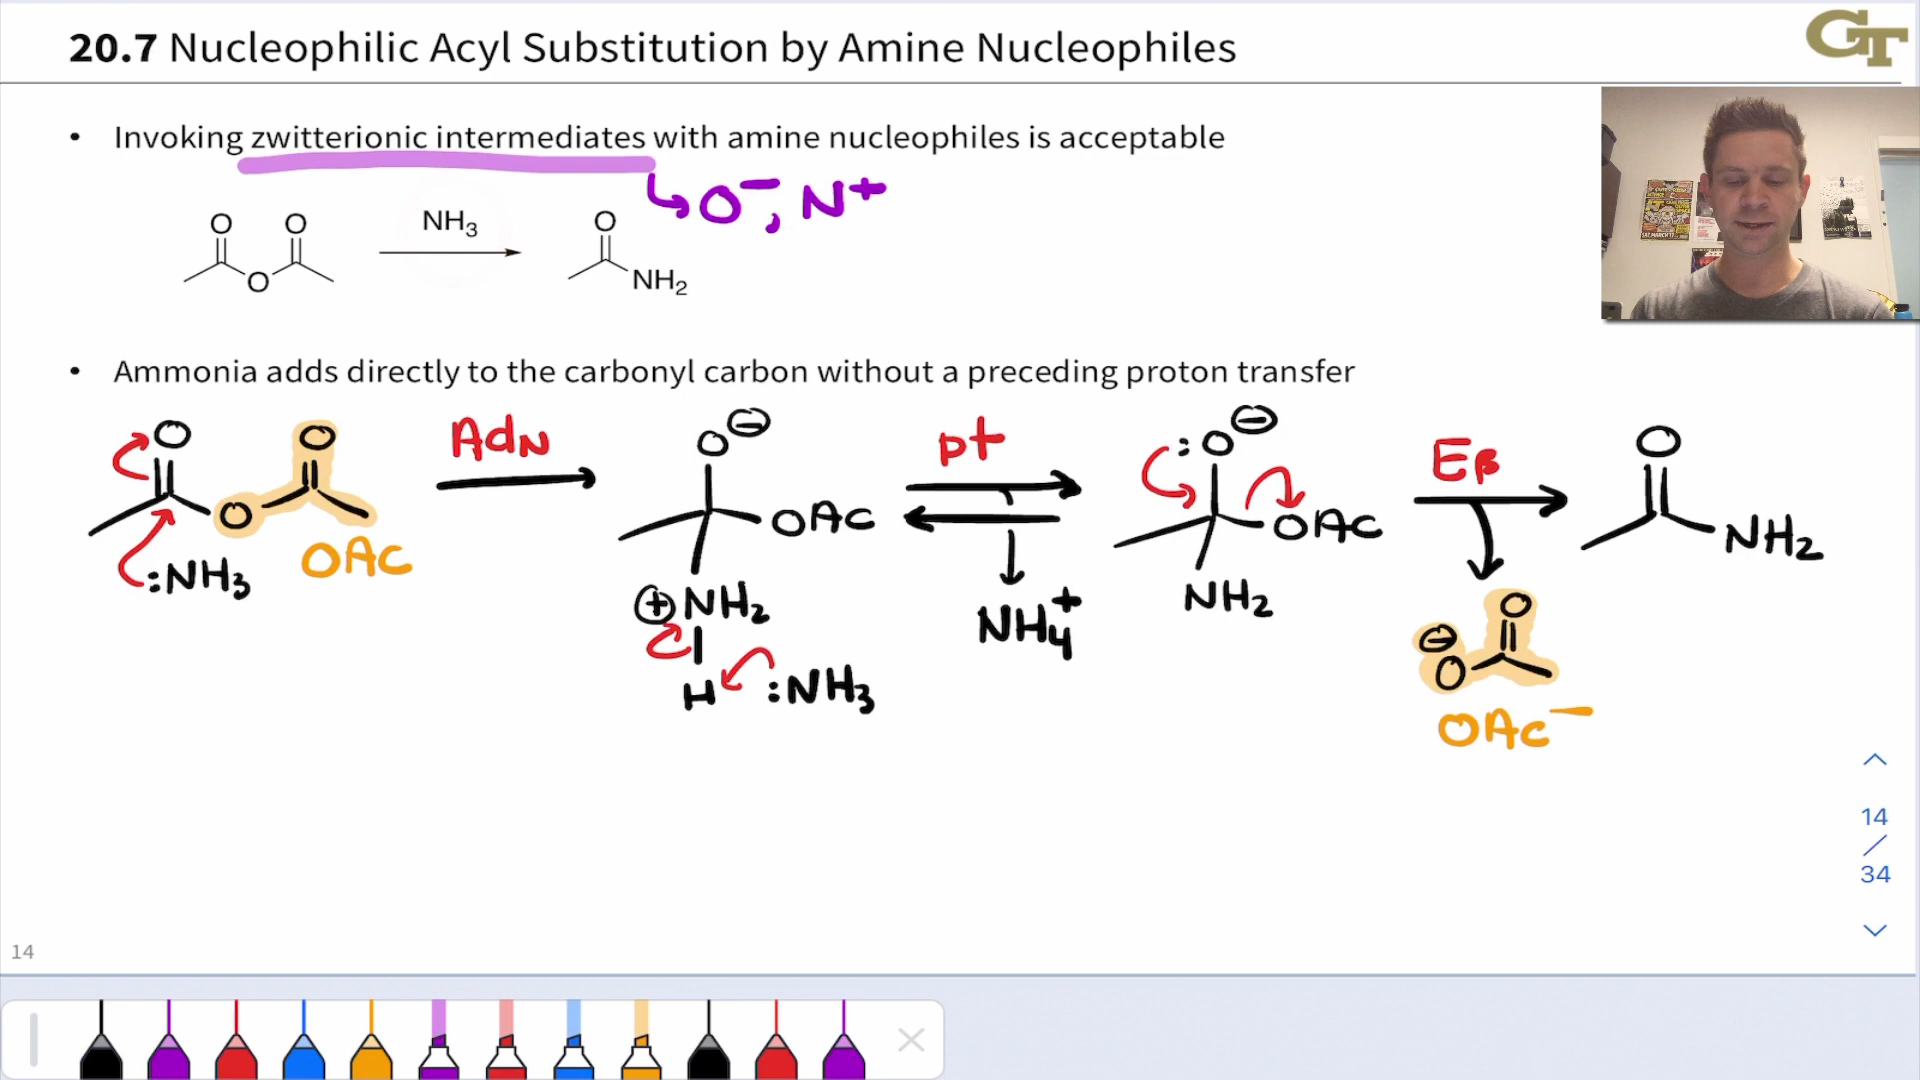 20.7 Nucleophilic Acyl Substitution by Amine Nucleophiles
GT
• Invoking zwitterionic intermediates with amine nucleophiles is acceptable
O⁻, N⁺
O O
O
NH₃
O
NH₂
• Ammonia adds directly to the carbonyl carbon without a preceding proton transfer
O
O
O
:NH₃
OAc
AdN
O⊖
OAc
⊕NH₂
H
:NH₃
pt
NH₄⁺
:O⊖
OAc
NH₂
Eβ
⊖
O
O
OAc⁻
O
NH₂
14
/
34
14